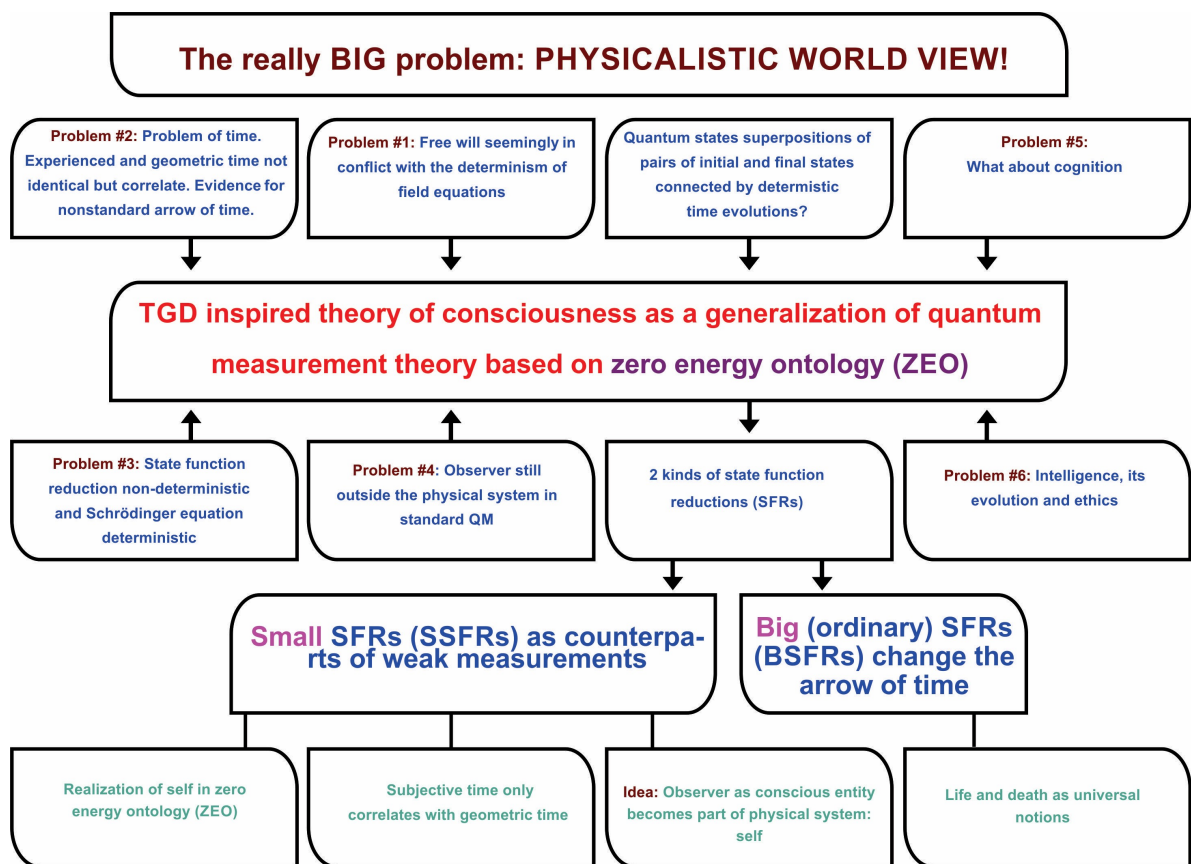 The really BIG problem: PHYSICALISTIC WORLD VIEW!
Problem #2: Problem of time.
Experienced and geometric time not
identical but correlate. Evidence for
nonstandard arrow of time.
Problem #1: Free will seemingly in
conflict with the determinism of
field equations
Quantum states superpositions of
pairs of initial and final states
connected by determistic
time evolutions?
Problem #5:
What about cognition
TGD inspired theory of consciousness as a generalization of quantum
measurement theory based on zero energy ontology (ZEO)
Problem #3: State function
reduction non-deterministic
and Schrödinger equation
deterministic
Problem #4: Observer still
outside the physical system in
standard QM
2 kinds of state function
reductions (SFRs)
Problem #6: Intelligence, its
evolution and ethics
Small SFRs (SSFRs) as counterpa-
rts of weak measurements
Big (ordinary) SFRs
(BSFRs) change the
arrow of time
Realization of self in zero
energy ontology (ZEO)
Subjective time only
correlates with geometric time
Idea: Observer as conscious entity
becomes part of physical system:
self
Life and death as universal
notions